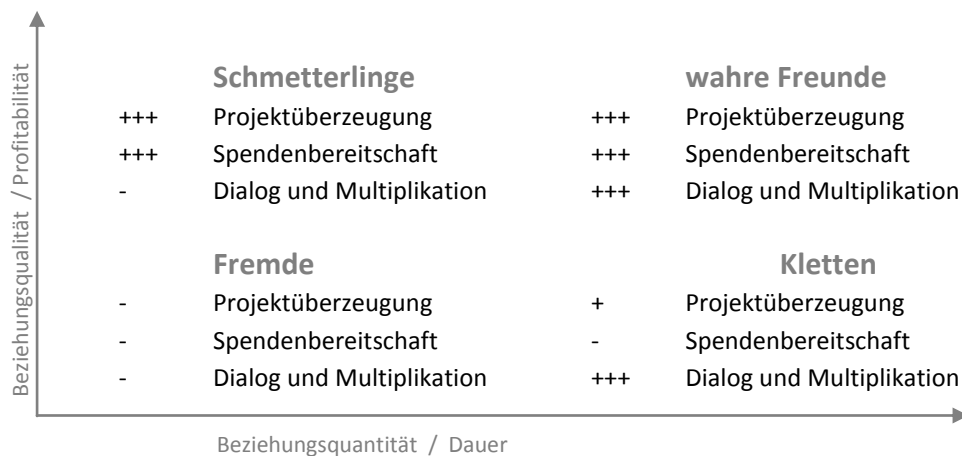 Beziehungsqualität / Profitabilität
Schmetterlinge
+++ Projektüberzeugung
+++ Spendenbereitschaft
- Dialog und Multiplikation
wahre Freunde
+++ Projektüberzeugung
+++ Spendenbereitschaft
+++ Dialog und Multiplikation
Fremde
- Projektüberzeugung
- Spendenbereitschaft
- Dialog und Multiplikation
Kletten
+ Projektüberzeugung
- Spendenbereitschaft
+++ Dialog und Multiplikation
Beziehungsquantität / Dauer